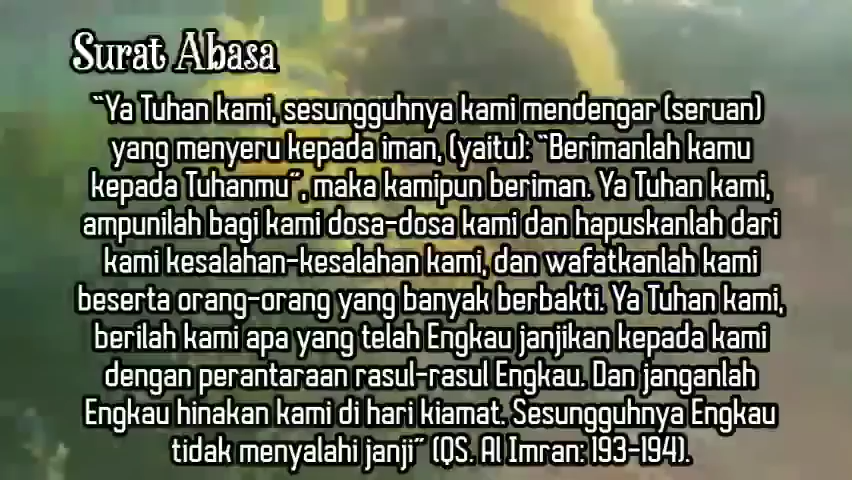 Surat Abasa
“Ya Tuhan kami, sesungguhnya kami mendengar (seruan)
yang menyeru kepada iman, (yaitu): “Berimanlah kamu
kepada Tuhanmu”, maka kamipun beriman. Ya Tuhan kami,
ampunilah bagi kami dosa-dosa kami dan hapuskanlah dari
kami kesalahan-kesalahan kami, dan wafatkanlah kami
beserta orang-orang yang banyak berbakti. Ya Tuhan kami,
berilah kami apa yang telah Engkau janjikan kepada kami
dengan perantaraan rasul-rasul Engkau. Dan janganlah
Engkau hinakan kami di hari kiamat. Sesungguhnya Engkau
tidak menyalahi janji” (QS. Al Imran: 193-194).